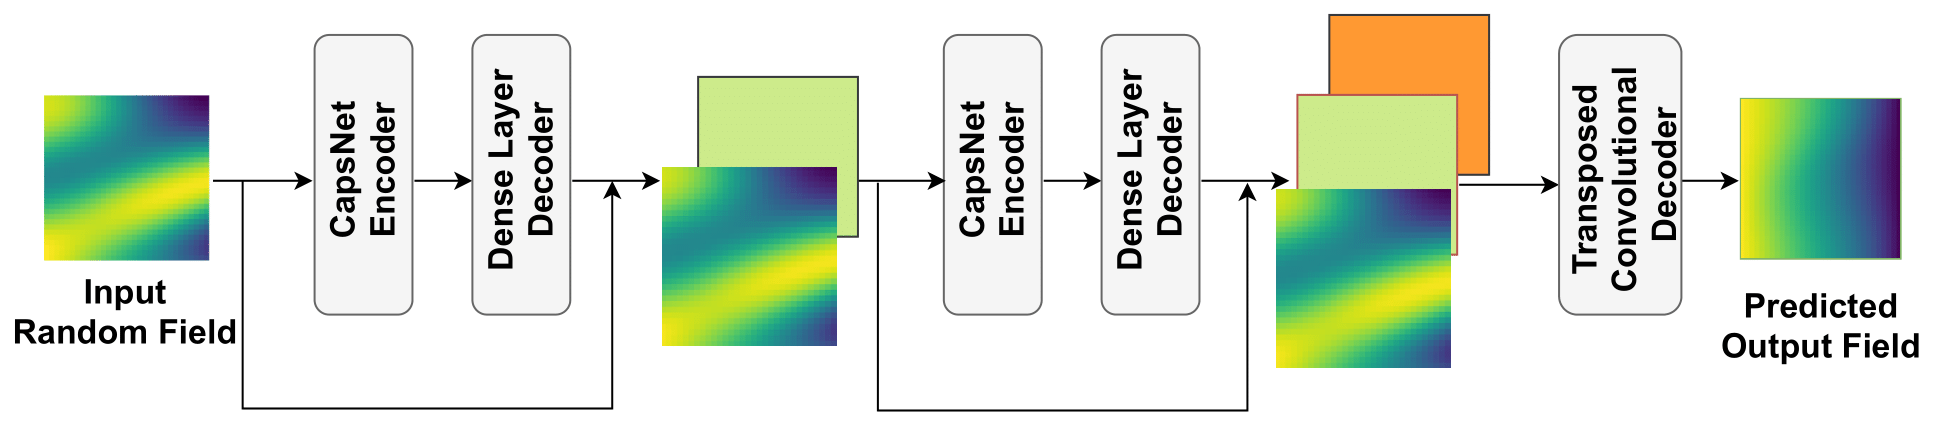 Input
Random Field
CapsNet
Encoder
Dense Layer
Decoder
CapsNet
Encoder
Dense Layer
Decoder
Transposed
Convolutional
Decoder
Predicted
Output Field